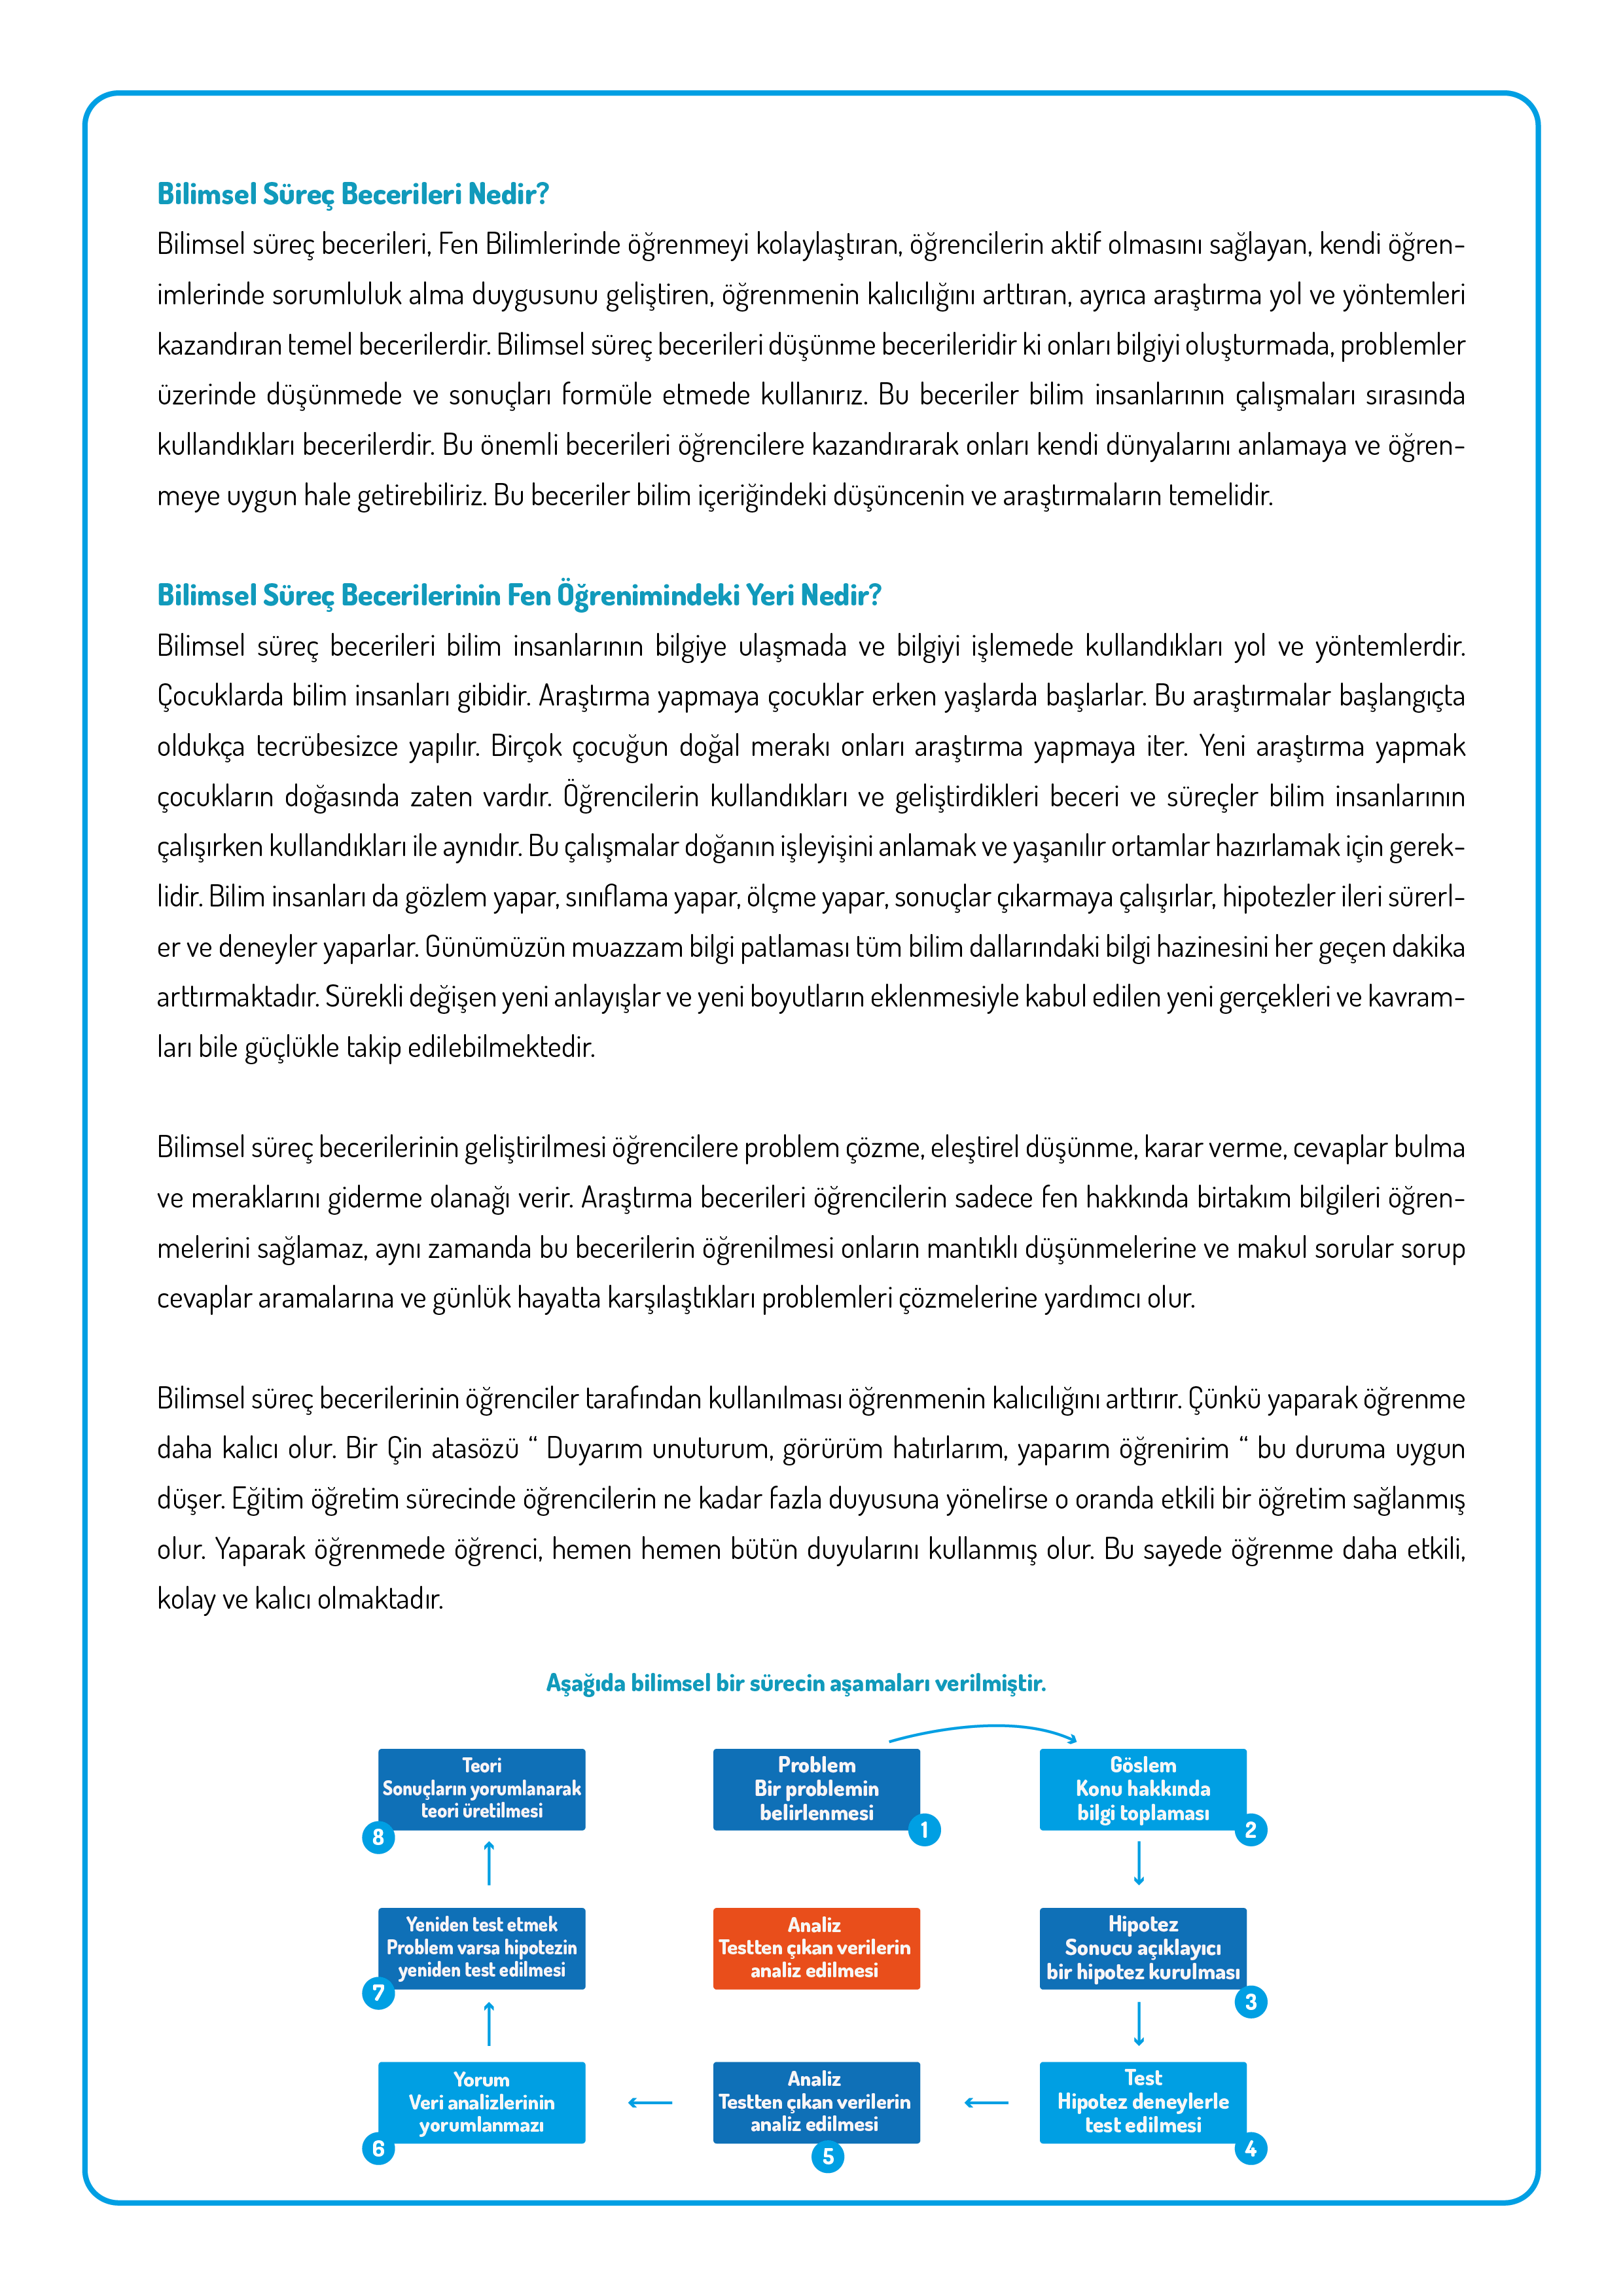 Bilimsel Süreç Becerileri Nedir?
Bilimsel süreç becerileri, Fen Bilimlerinde öğrenmeyi kolaylaştıran, öğrencilerin aktif olmasını sağlayan, kendi öğren-
imlerinde sorumluluk alma duygusunu geliştiren, öğrenmenin kalıcılığını arttıran, ayrıca araştırma yol ve yöntemleri
kazandıran temel becerilerdir. Bilimsel süreç becerileri düşünme becerileridir ki onları bilgiyi oluşturmada, problemler
üzerinde düşünmede ve sonuçları formüle etmede kullanırız. Bu beceriler bilim insanlarının çalışmaları sırasında
kullandıkları becerilerdir. Bu önemli becerileri öğrencilere kazandırarak onları kendi dünyalarını anlamaya ve öğren-
meye uygun hale getirebiliriz. Bu beceriler bilim içeriğindeki düşüncenin ve araştırmaların temelidir.
Bilimsel Süreç Becerilerinin Fen Öğrenimindeki Yeri Nedir?
Bilimsel süreç becerileri bilim insanlarının bilgiye ulaşmada ve bilgiyi işlemede kullandıkları yol ve yöntemlerdir.
Çocuklarda bilim insanları gibidir. Araştırma yapmaya çocuklar erken yaşlarda başlarlar. Bu araştırmalar başlangıçta
oldukça tecrübesizce yapılır. Birçok çocuğun doğal merakı onları araştırma yapmaya iter. Yeni araştırma yapmak
çocukların doğasında zaten vardır. Öğrencilerin kullandıkları ve geliştirdikleri beceri ve süreçler bilim insanlarının
çalışırken kullandıkları ile aynıdır. Bu çalışmalar doğanın işleyişini anlamak ve yaşanılır ortamlar hazırlamak için gerek-
lidir. Bilim insanları da gözlem yapar, sınıflama yapar, ölçme yapar, sonuçlar çıkarmaya çalışırlar, hipotezler ileri sürerl-
er ve deneyler yaparlar. Günümüzün muazzam bilgi patlaması tüm bilim dallarındaki bilgi hazinesini her geçen dakika
arttırmaktadır. Sürekli değişen yeni anlayışlar ve yeni boyutların eklenmesiyle kabul edilen yeni gerçekleri ve kavram-
ları bile güçlükle takip edilebilmektedir.
Bilimsel süreç becerilerinin geliştirilmesi öğrencilere problem çözme, eleştirel düşünme, karar verme, cevaplar bulma
ve meraklarını giderme olanağı verir. Araştırma becerileri öğrencilerin sadece fen hakkında birtakım bilgileri öğren-
melerini sağlamaz, aynı zamanda bu becerilerin öğrenilmesi onların mantıklı düşünmelerine ve makul sorular sorup
cevaplar aramalarına ve günlük hayatta karşılaştıkları problemleri çözmelerine yardımcı olur.
Bilimsel süreç becerilerinin öğrenciler tarafından kullanılması öğrenmenin kalıcılığını arttırır. Çünkü yaparak öğrenme
daha kalıcı olur. Bir Çin atasözü “ Duyarım unuturum, görürüm hatırlarım, yaparım öğrenirim “ bu duruma uygun
düşer. Eğitim öğretim sürecinde öğrencilerin ne kadar fazla duyusuna yönelirse o oranda etkili bir öğretim sağlanmış
olur. Yaparak öğrenmede öğrenci, hemen hemen bütün duyularını kullanmış olur. Bu sayede öğrenme daha etkili,
kolay ve kalıcı olmaktadır.
Aşağıda bilimsel bir sürecin aşamaları verilmiştir.
Teori
Sonuçların yorumlanarak
teori üretilmesi
8
Problem
Bir problemin
belirlenmesi
1
Göslem
Konu hakkında
bilgi toplaması
2
Yeniden test etmek
Problem varsa hipotezin
yeniden test edilmesi
7
Analiz
Testten çıkan verilerin
analiz edilmesi
Hipotez
Sonucu açıklayıcı
bir hipotez kurulması
3
Yorum
Veri analizlerinin
yorumlanmazı
6
Analiz
Testten çıkan verilerin
analiz edilmesi
5
Test
Hipotez deneylerle
test edilmesi
4